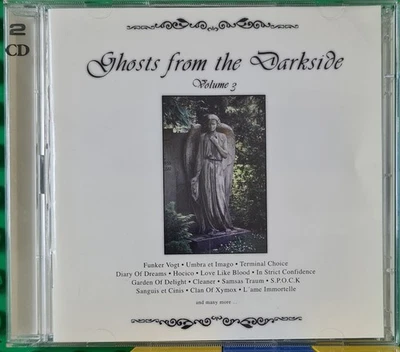 2
CD
Ghosts from the Darkside
Volume 3
Funker Vogt • Umbra et Imago • Terminal Choice
Diary Of Dreams • Hocico • Love Like Blood • In Strict Confidence
Garden Of Delight • Cleaner • Samsas Traum • S.P.O.C.K
Sanguis et Cinis • Clan Of Xymox • L'âme Immortelle
and many more ...